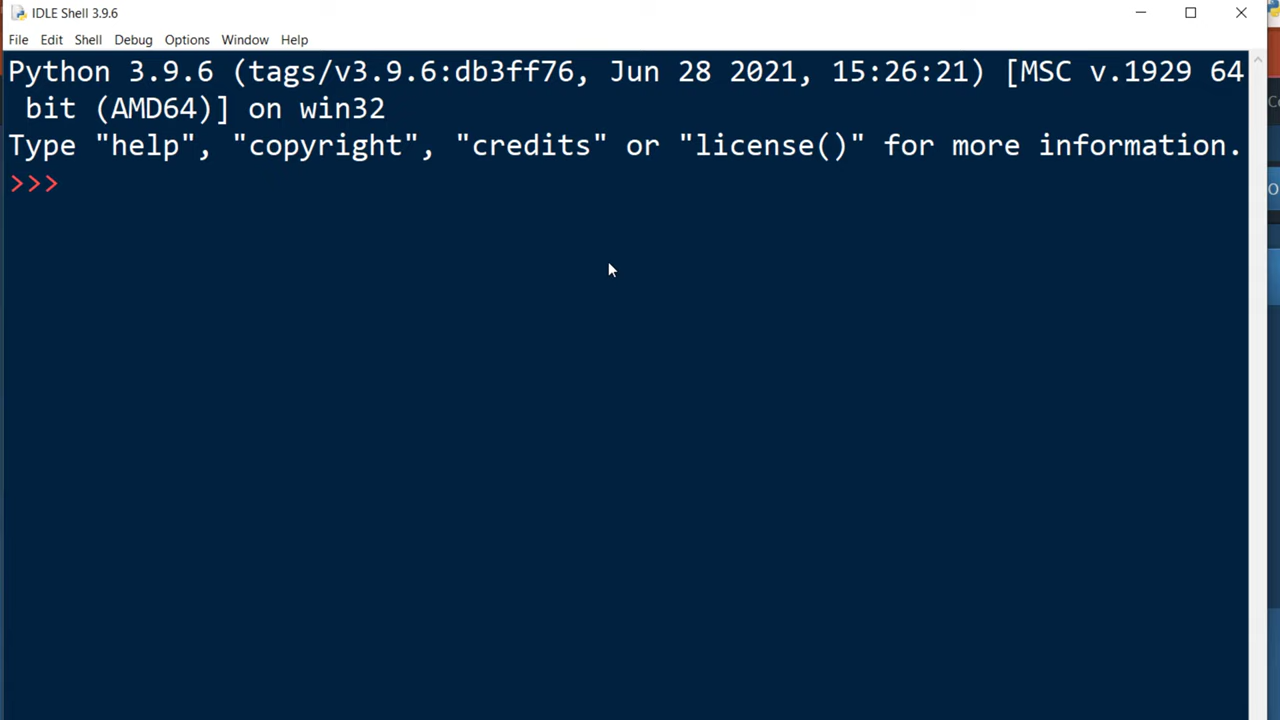 IDLE Shell 3.9.6
File Edit Shell Debug Options Window Help
Python 3.9.6 (tags/v3.9.6:db3ff76, Jun 28 2021, 15:26:21) [MSC v.1929 64
bit (AMD64)] on win32
Type "help", "copyright", "credits" or "license()" for more information.
>>>